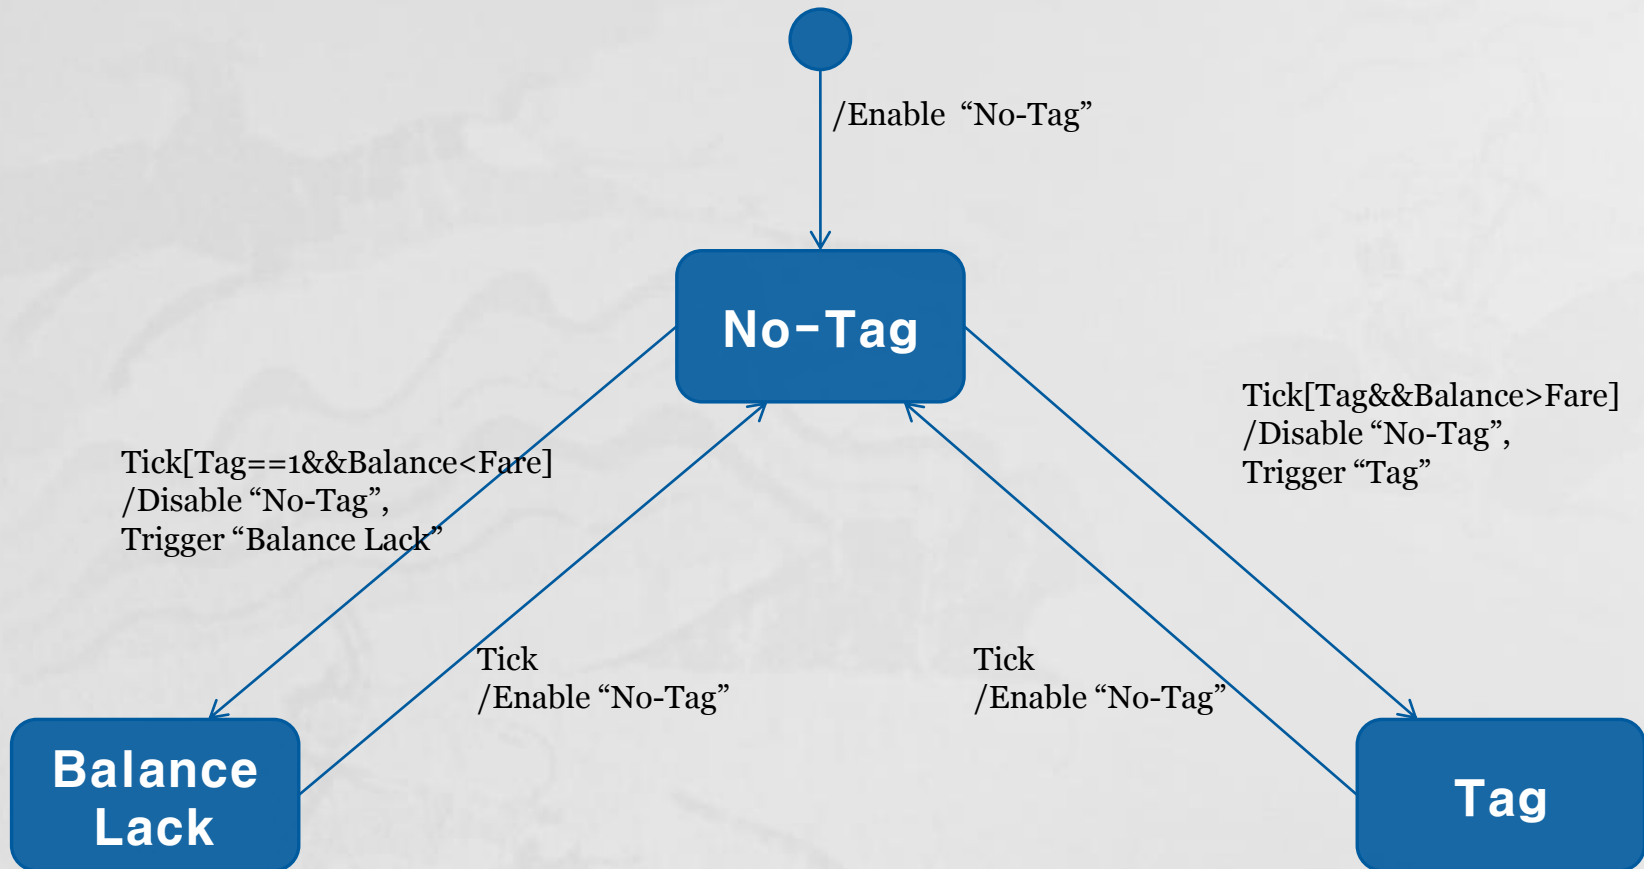 /Enable “No-Tag”
No-Tag
Tick[Tag&&Balance>Fare]
/Disable “No-Tag”,
Trigger “Tag”
Tick[Tag==1&&Balance<Fare]
/Disable “No-Tag”,
Trigger “Balance Lack”
Tick
/Enable “No-Tag”
Tick
/Enable “No-Tag”
Balance
Lack
Tag